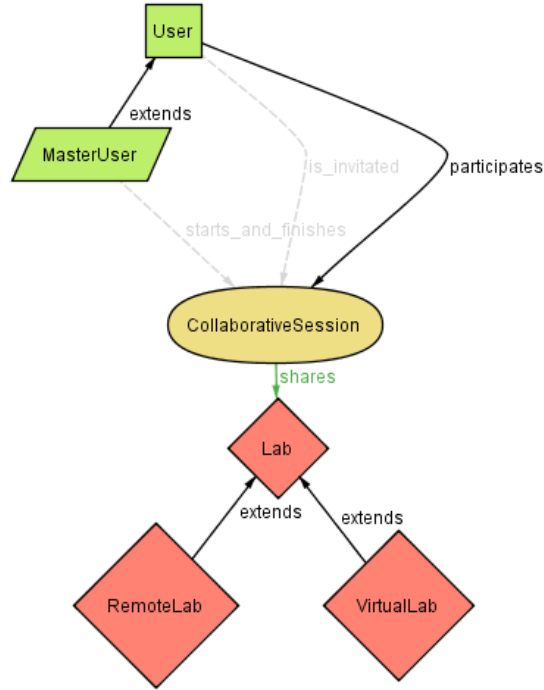 User
extends
MasterUser
is_invitated
participates
starts_and_finishes
CollaborativeSession
shares
Lab
extends
extends
RemoteLab
VirtualLab